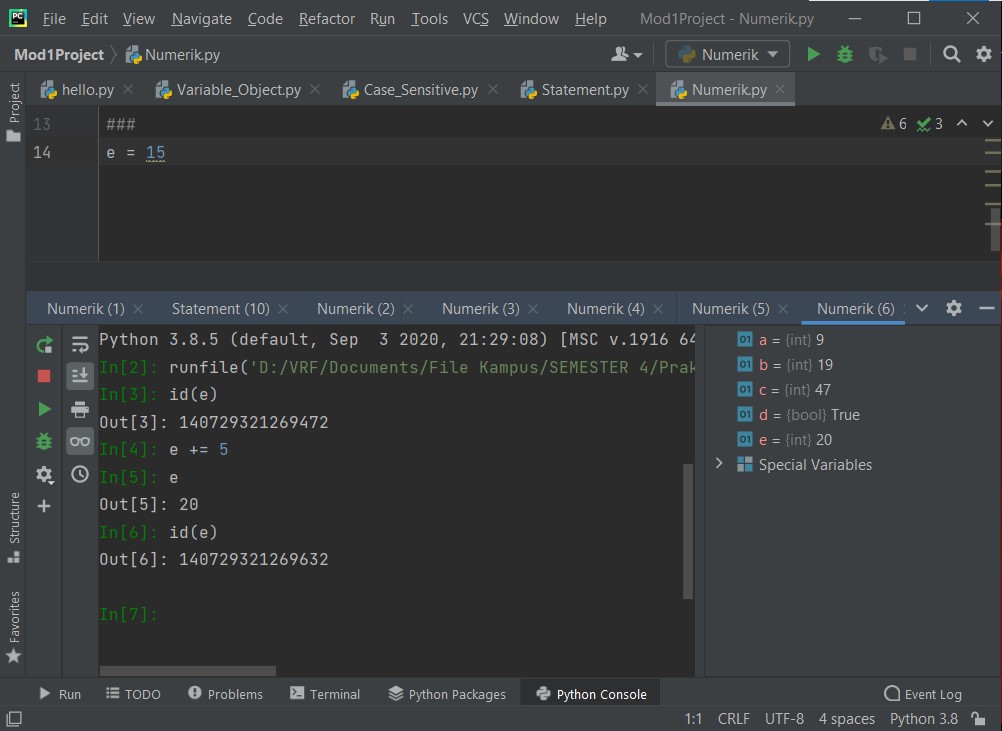 PC File Edit View Navigate Code Refactor Run Tools VCS Window Help Mod1Project - Numerik.py
Mod1Project Numerik.py Numerik
hello.py Variable_Object.py Case_Sensitive.py Statement.py Numerik.py
Project
13 ### 6 3
14 e = 15
Numerik (1) Statement (10) Numerik (2) Numerik (3) Numerik (4) Numerik (5) Numerik (6)
Python 3.8.5 (default, Sep  3 2020, 21:29:08) [MSC v.1916 64
In[2]: runfile('D:/VRF/Documents/File Kampus/SEMESTER 4/Prak
In[3]: id(e)
Out[3]: 140729321269472
In[4]: e += 5
In[5]: e
Out[5]: 20
In[6]: id(e)
Out[6]: 140729321269632
In[7]:
01 a = {int} 9
01 b = {int} 19
01 c = {int} 47
01 d = {bool} True
01 e = {int} 20
Special Variables
Structure
Favorites
Run TODO Problems Terminal Python Packages Python Console Event Log
1:1 CRLF UTF-8 4 spaces Python 3.8